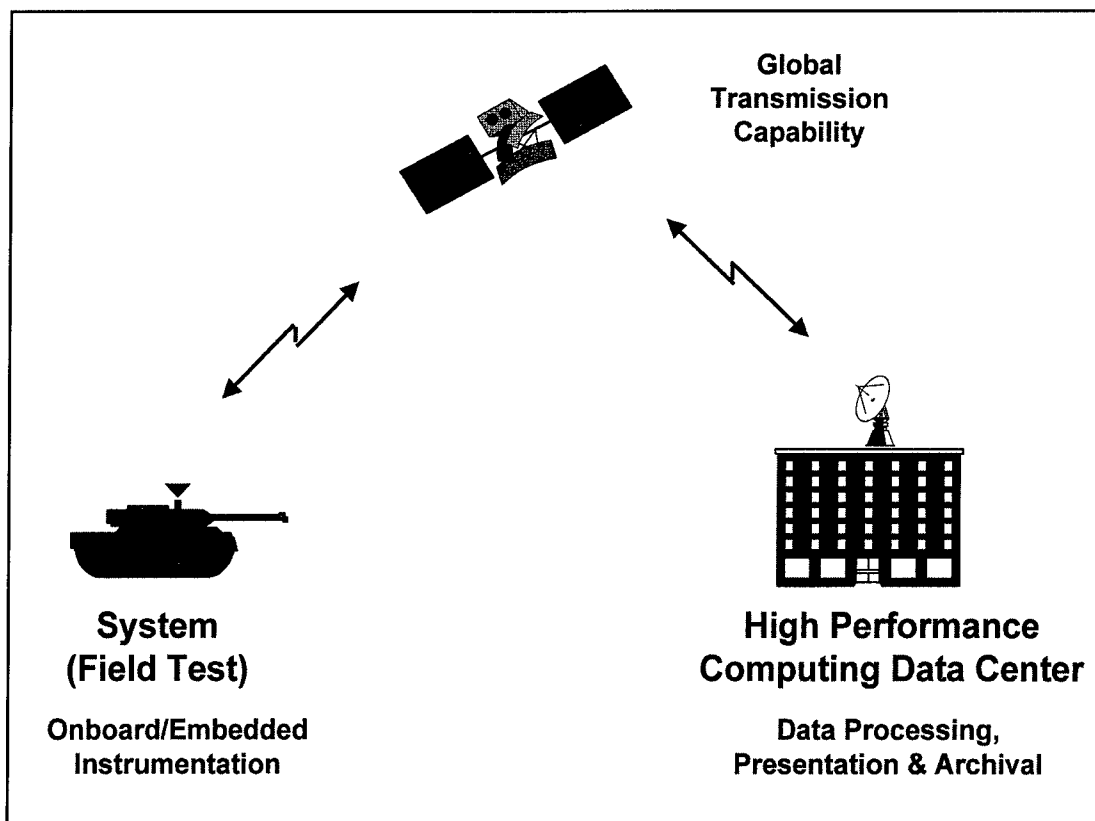 Global
Transmission
Capability
System
(Field Test)
Onboard/Embedded
Instrumentation
High Performance
Computing Data Center
Data Processing,
Presentation & Archival